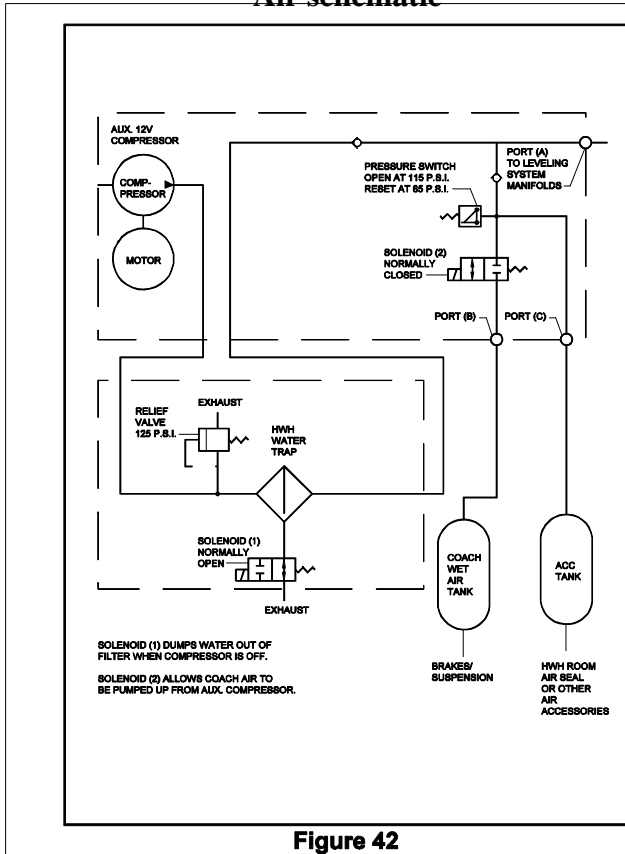 Air schematic
AUX. 12V
COMPRESSOR
COMP-
PRESSOR
MOTOR
PRESSURE SWITCH
OPEN AT 115 P.S.I.
RESET AT 85 P.S.I.
PORT (A)
TO LEVELING
SYSTEM
MANIFOLDS
SOLENOID (2)
NORMALLY
CLOSED
PORT (B)
PORT (C)
EXHAUST
RELIEF
VALVE
125 P.S.I.
HWH
WATER
TRAP
SOLENOID (1)
NORMALLY
OPEN
EXHAUST
COACH
WET
AIR
TANK
ACC
TANK
BRAKES/
SUSPENSION
HWH ROOM
AIR SEAL
OR OTHER
AIR
ACCESSORIES
SOLENOID (1) DUMPS WATER OUT OF
FILTER WHEN COMPRESSOR IS OFF.
SOLENOID (2) ALLOWS COACH AIR TO
BE PUMPED UP FROM AUX. COMPRESSOR.
Figure 42